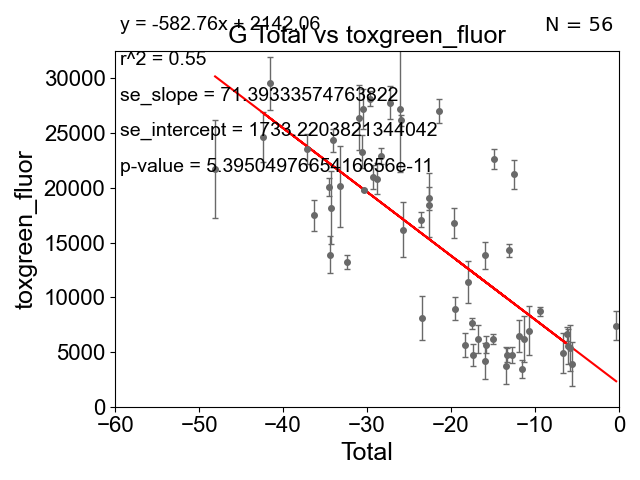 y = -582.76x + 2142.06
N = 56
G Total vs toxgreen_fluor
r^2 = 0.55
se_slope = 71.39333574763822
se_intercept = 1733.2203821344042
p-value = 5.3950497665416656e-11
30000
25000
20000
15000
10000
5000
0
toxgreen_fluor
−60 −50 −40 −30 −20 −10 0
Total